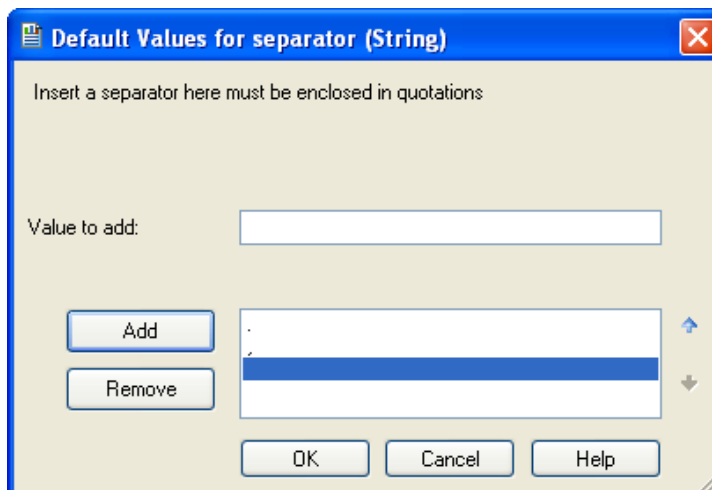 Default Values for separator (String)
Insert a separator here must be enclosed in quotations
Value to add:
Add
.
Remove
OK
Cancel
Help